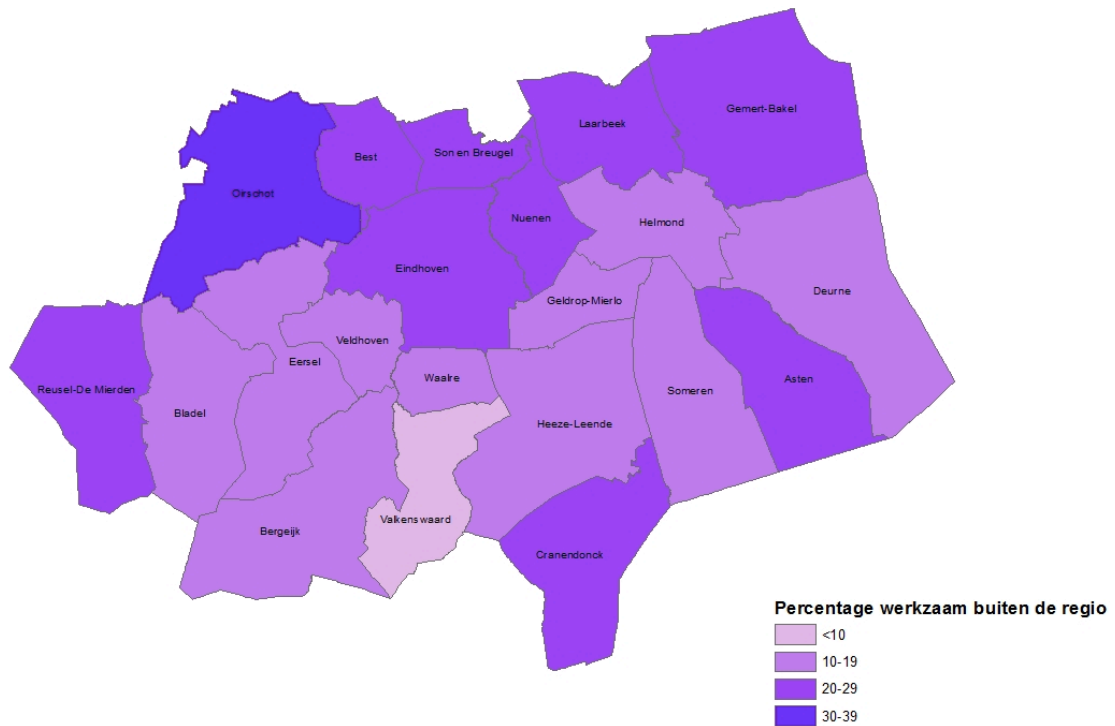 Gemert-Bakel
Laarbeek
Best
Son en Breugel
Oirschot
Nuenen
Helmond
Eindhoven
Deurne
Geldrop-Mierlo
Veldhoven
Eersel
Waalre
Asten
Reusel-De Mierden
Someren
Bladel
Heeze-Leende
Valkenswaard
Bergeijk
Cranendonck
Percentage werkzaam buiten de regio
<10
10-19
20-29
30-39